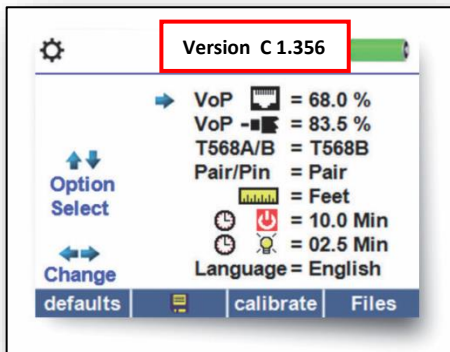 Version C 1.356
VoP = 68.0 %
VoP = 83.5 %
T568A/B = T568B
Pair/Pin = Pair
= Feet
= 10.0 Min
= 02.5 Min
Language = English
Option
Select
Change
defaults calibrate Files